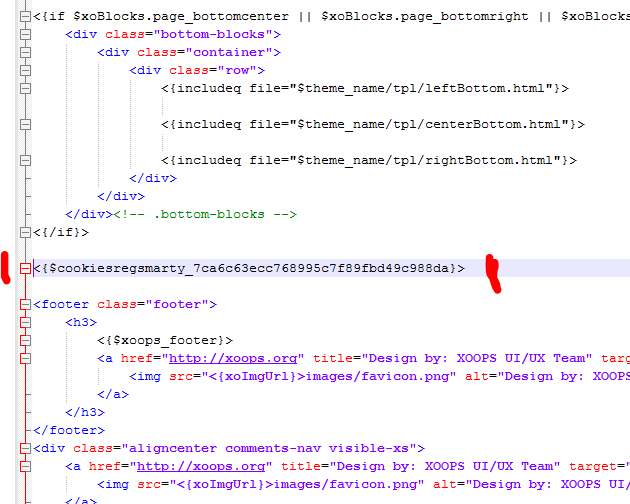 <{if $xoBlocks.page_bottomcenter || $xoBlocks.page_bottomright || $xoBlocks
<div class="bottom-blocks">
<div class="container">
<div class="row">
<{includeq file="$theme_name/tpl/leftBottom.html"}>
<{includeq file="$theme_name/tpl/centerBottom.html"}>
<{includeq file="$theme_name/tpl/rightBottom.html"}>
</div>
</div>
</div><!-- .bottom-blocks -->
<{/if}>
<{$cookiesregsmarty_7ca6c63ecc768995c7f89fbd49c988da}>
<footer class="footer">
<h3>
<{$xoops_footer}>
<a href="http://xoops.org" title="Design by: XOOPS UI/UX Team" targ
<img src="<{xoImgUrl}>images/favicon.png" alt="Design by: XOOPS
</a>
</h3>
</footer>
<div class="aligncenter comments-nav visible-xs">
<a href="http://xoops.org" title="Design by: XOOPS UI/UX Team" target="
<img src="<{xoImgUrl}>images/favicon.png" alt="Design by: XOOPS UI
</a>